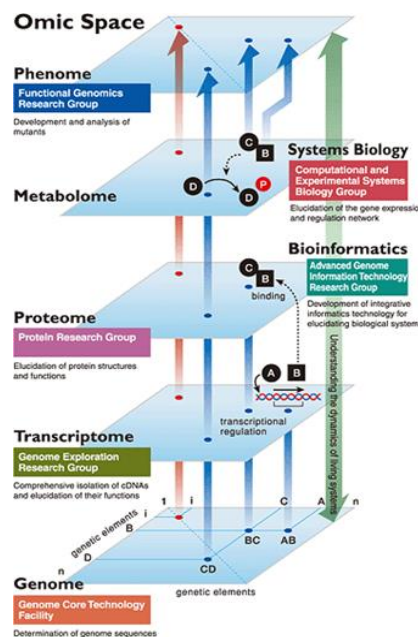 Omic Space
Phenome
Functional Genomics
Research Group
Development and analysis of
mutants
C
B
Systems Biology
Computational and
Experimental Systems
Biology Group
Elucidation of the gene expressio
and regulation network
D
D
P
Metabolome
Bioinformatics
Advanced Genome
Information Technology
Research Group
Development of integrative
informatics technology for
elucidating biological system
C
B
binding
Proteome
Protein Research Group
Elucidation of protein structures
and functions
A
B
transcriptional
regulation
Understanding the dynamics of living systems
Transcriptome
Genome Exploration
Research Group
Comprehensive isolation of cDNAs
and elucidation of their functions
1 i C A n
i
B
D
n
genetic elements
BC AB
CD
genetic elements
Genome
Genome Core Technology
Facility
Determination of genome sequences